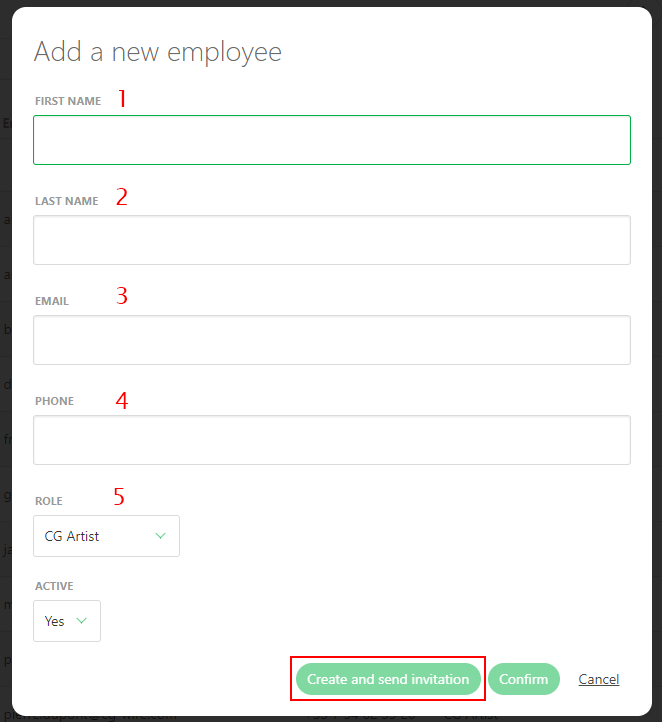 Add a new employee
FIRST NAME 1
LAST NAME 2
EMAIL 3
PHONE 4
ROLE 5
CG Artist
ACTIVE
Yes
Create and send invitation Confirm Cancel